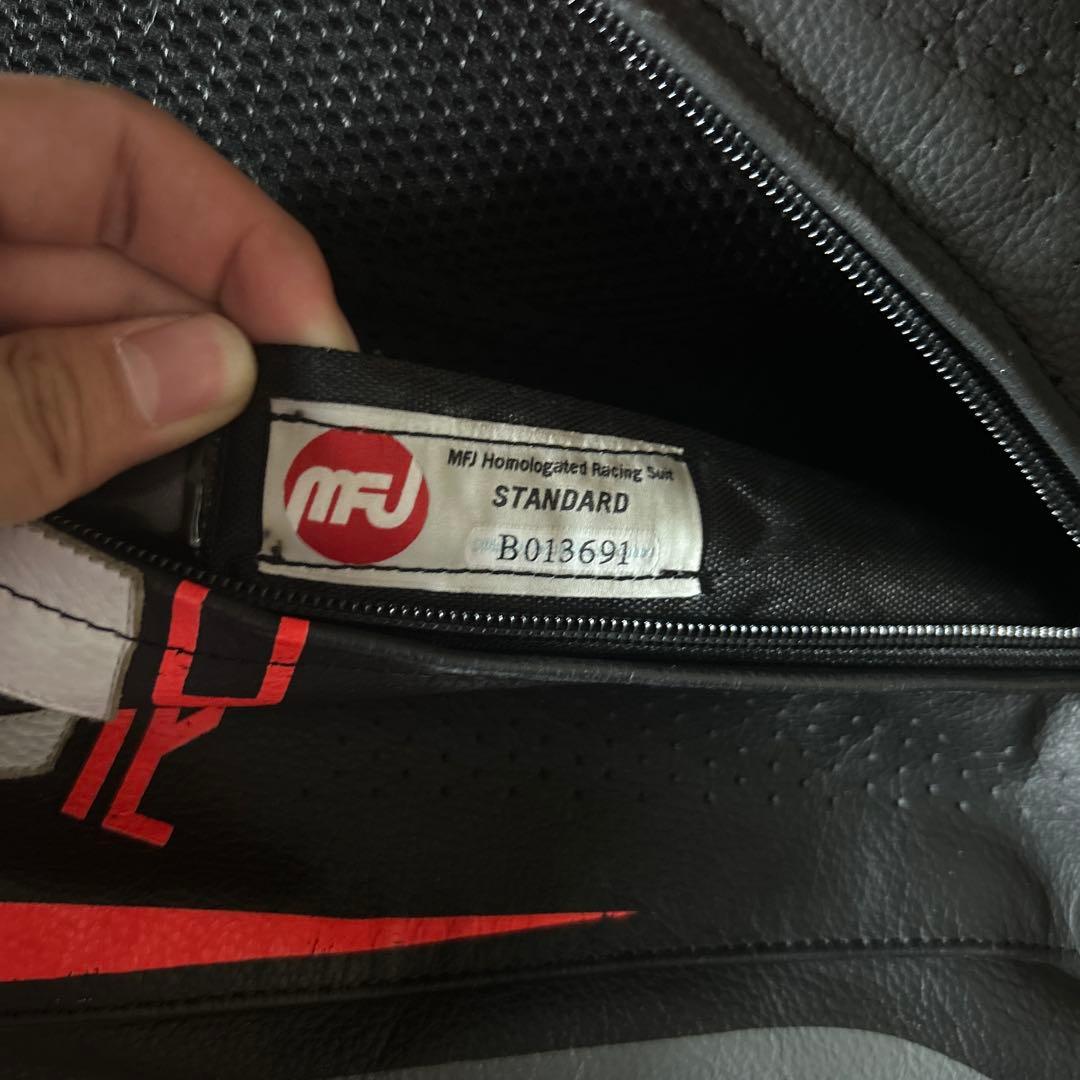 MFJ
MFJ Homologated Racing Suit
STANDARD
B013691